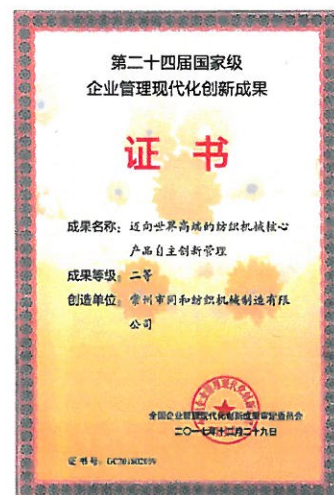 第二十四届国家级
企业管理现代化创新成果
证书
成果名称：迈向世界高端的纺织机械核心
产品自主创新管理
成果等级：二等
创造单位：常州市同和纺织机械制造有限
公司
全国企业管理现代化创新成果审定委员会
二〇一七年十二月二十九日
证书号：GC201802099